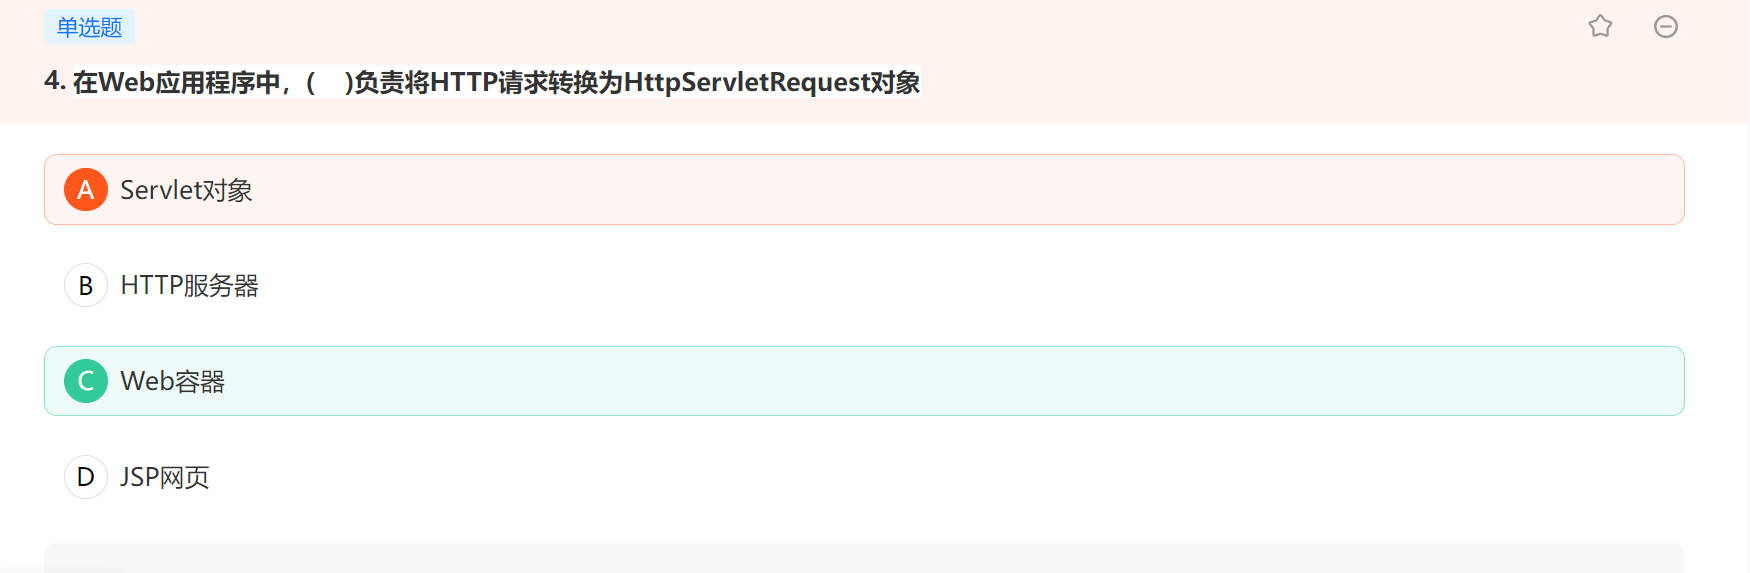 单选题
4. 在Web应用程序中，(    )负责将HTTP请求转换为HttpServletRequest对象
A Servlet对象
B HTTP服务器
C Web容器
D JSP网页